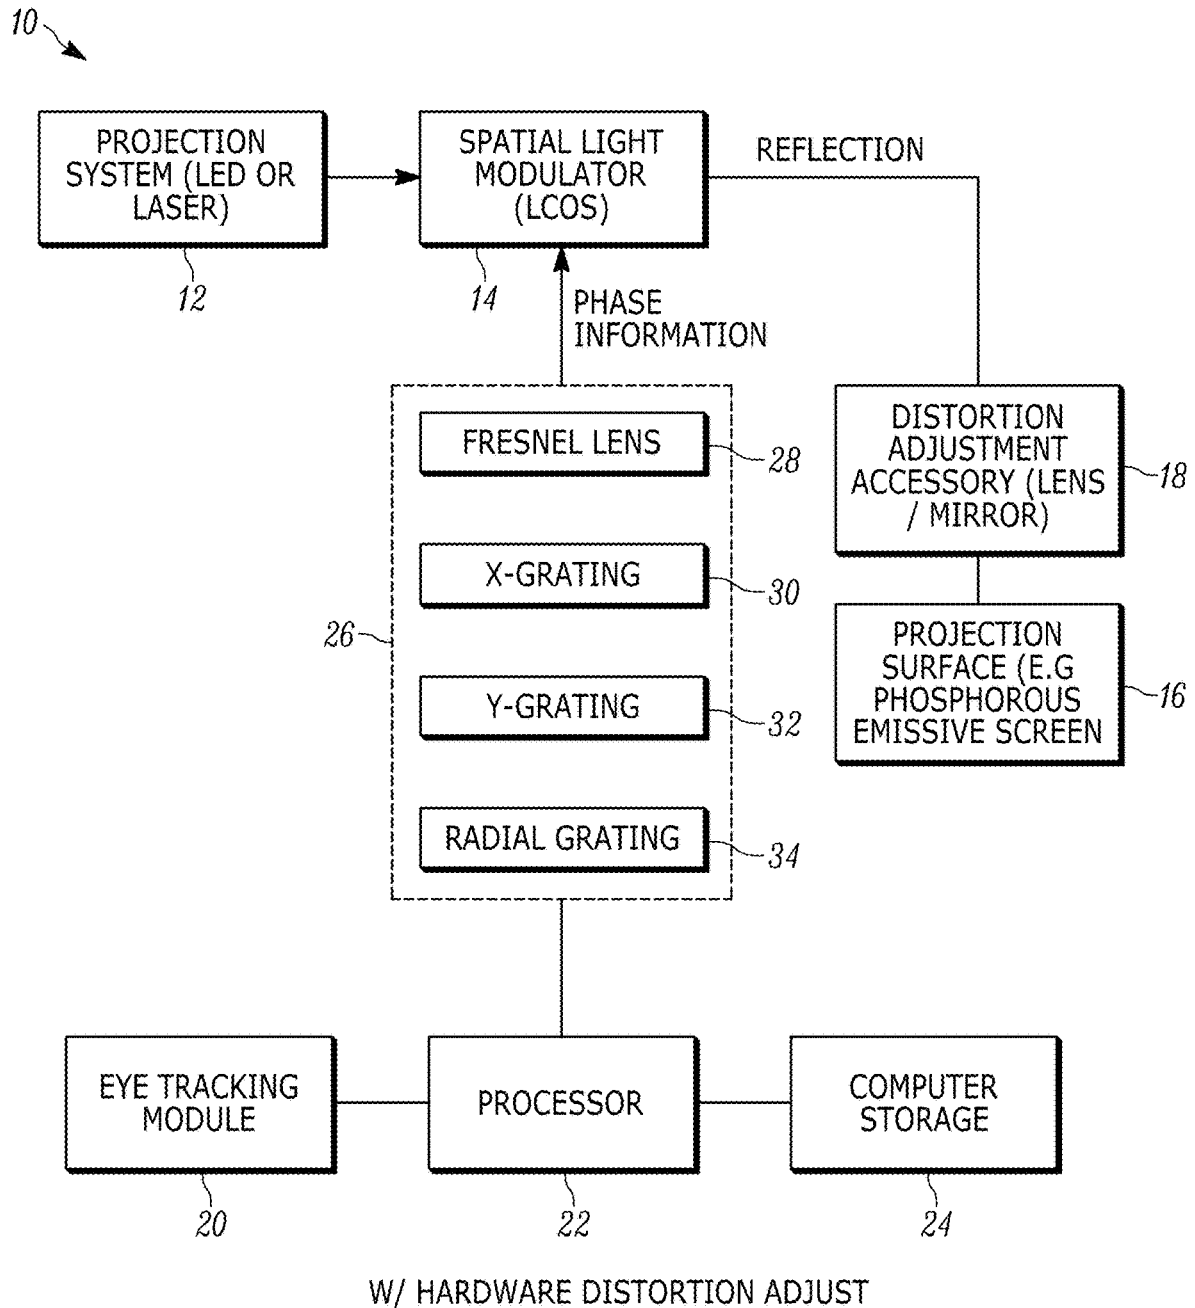 10
PROJECTION
SYSTEM (LED OR
LASER)
12
SPATIAL LIGHT
MODULATOR
(LCOS)
14
REFLECTION
PHASE
INFORMATION
FRESNEL LENS
28
X-GRATING
30
26
Y-GRATING
32
RADIAL GRATING
34
DISTORTION
ADJUSTMENT
ACCESSORY (LENS
/ MIRROR)
18
PROJECTION
SURFACE (E.G
PHOSPHOROUS
EMISSIVE SCREEN
16
EYE TRACKING
MODULE
20
PROCESSOR
22
COMPUTER
STORAGE
24
W/ HARDWARE DISTORTION ADJUST